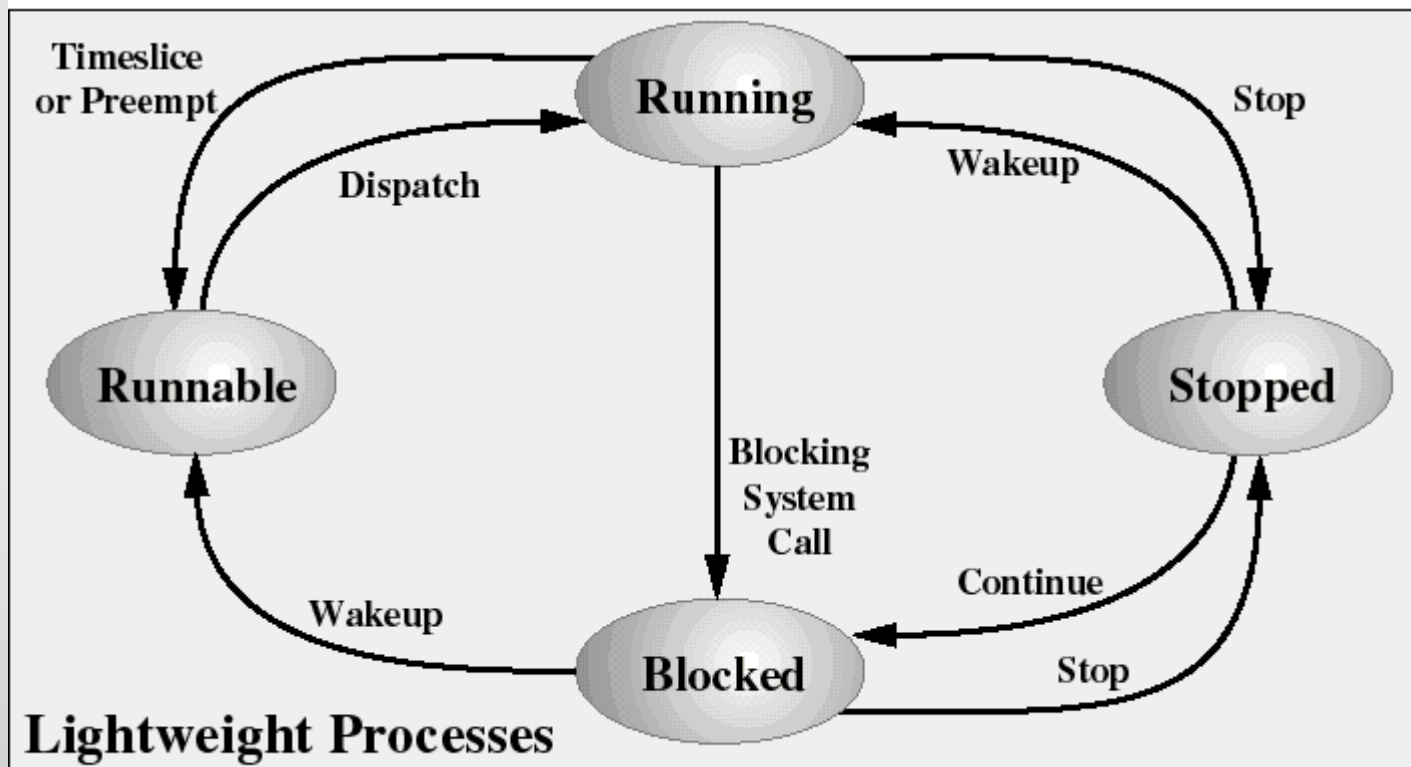 Timeslice
or Preempt
Running
Stop
Wakeup
Dispatch
Runnable
Stopped
Blocking
System
Call
Continue
Wakeup
Blocked
Stop
Lightweight Processes